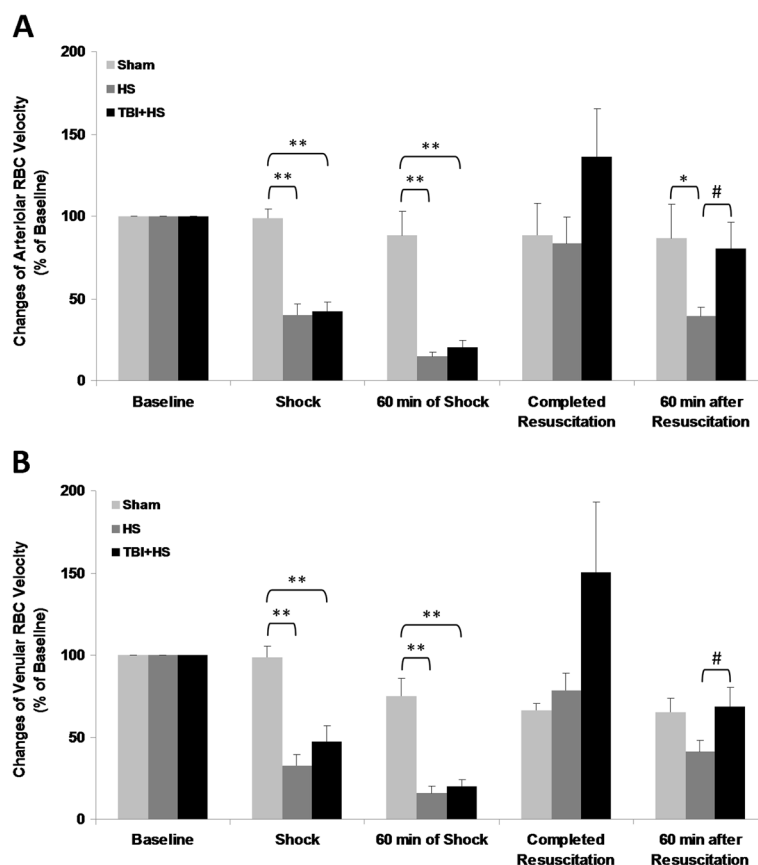 A
Changes of Arteriolar RBC Velocity
(% of Baseline)
200
150
100
50
0
Sham
HS
TBI+HS
**
**
**
**
*
#
Baseline
Shock
60 min of Shock
Completed
Resuscitation
60 min after
Resuscitation
B
Changes of Venular RBC Velocity
(% of Baseline)
200
150
100
50
0
Sham
HS
TBI+HS
**
**
**
**
#
Baseline
Shock
60 min of Shock
Completed
Resuscitation
60 min after
Resuscitation